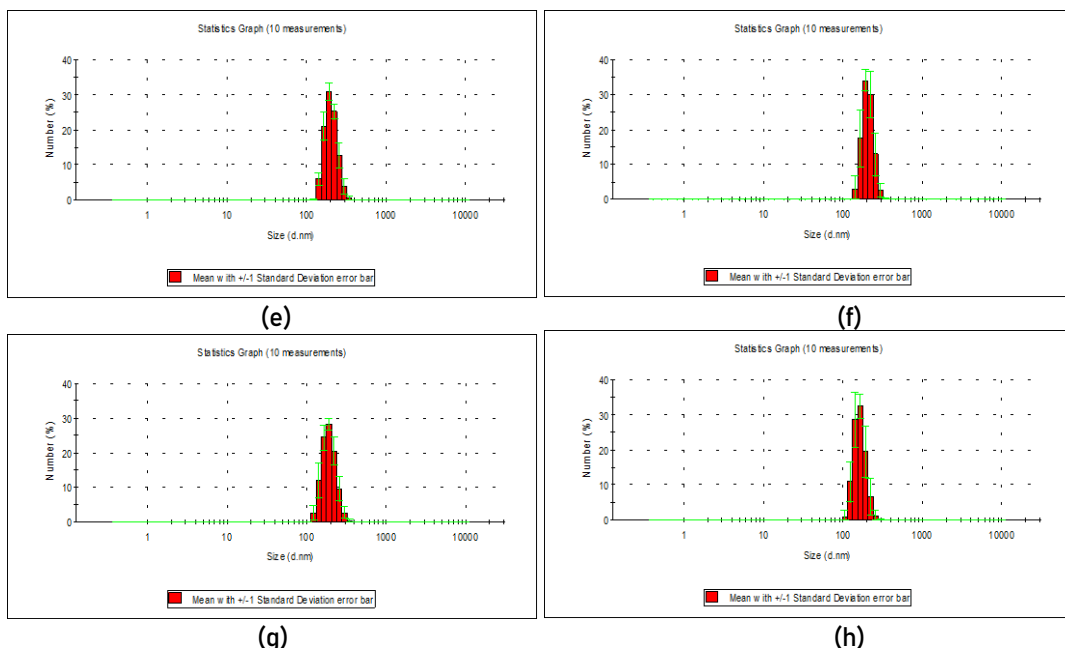 Statistics Graph (10 measurements)
40
30
20
10
0
Number (%)
1 10 100 1000 10000
Size (d.nm)
Mean with +/-1 Standard Deviation error bar
(e)
Statistics Graph (10 measurements)
40
30
20
10
0
Number (%)
1 10 100 1000 10000
Size (d.nm)
Mean with +/-1 Standard Deviation error bar
(f)
Statistics Graph (10 measurements)
40
30
20
10
0
Number (%)
1 10 100 1000 10000
Size (d.nm)
Mean with +/-1 Standard Deviation error bar
(g)
Statistics Graph (10 measurements)
40
30
20
10
0
Number (%)
1 10 100 1000 10000
Size (d.nm)
Mean with +/-1 Standard Deviation error bar
(h)